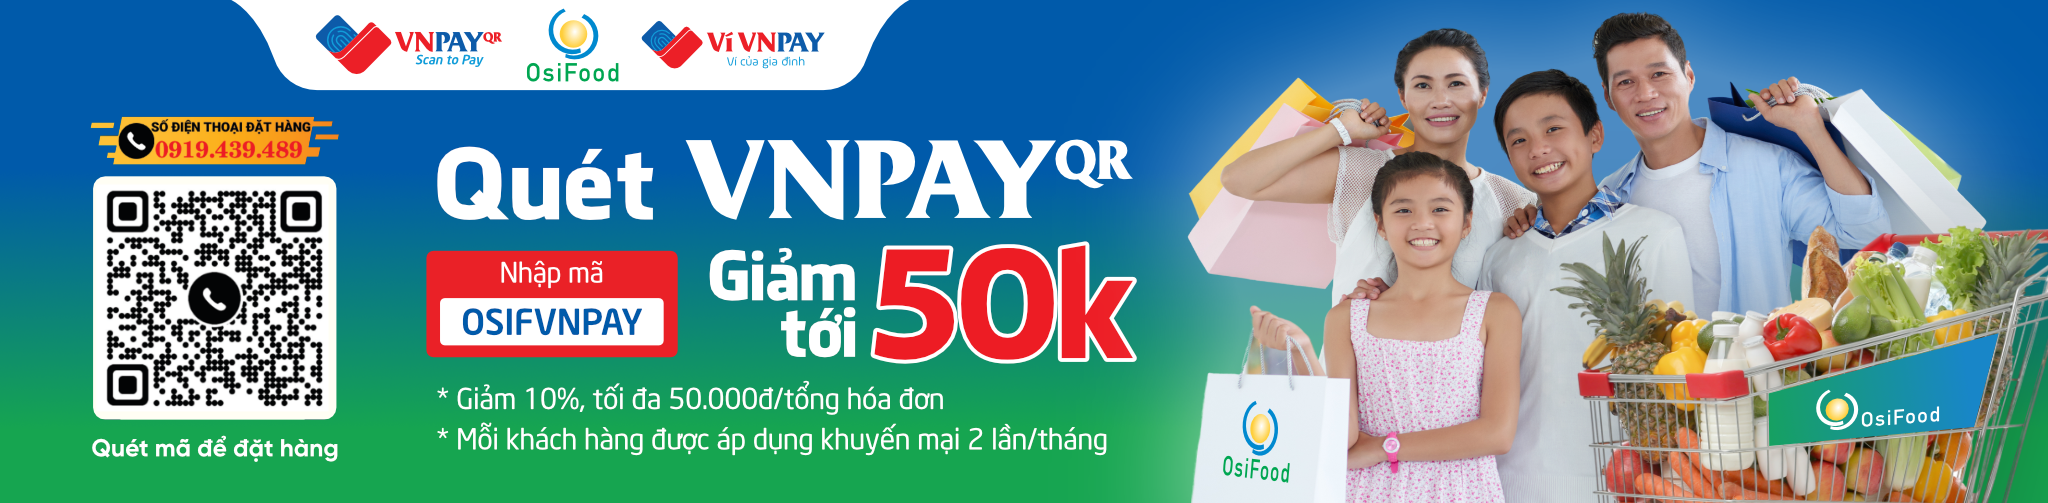 VNPAYQR
Scan to Pay
OsiFood
Ví VNPAY
Ví của gia đình
SỐ ĐIỆN THOẠI ĐẶT HÀNG
0919.439.489
Quét mã để đặt hàng
Quét VNPAYQR
Nhập mã
OSIFVNPAY
Giảm
tới
50k
* Giảm 10%, tối đa 50.000đ/tổng hóa đơn
* Mỗi khách hàng được áp dụng khuyến mại 2 lần/tháng
OsiFood
OsiFood